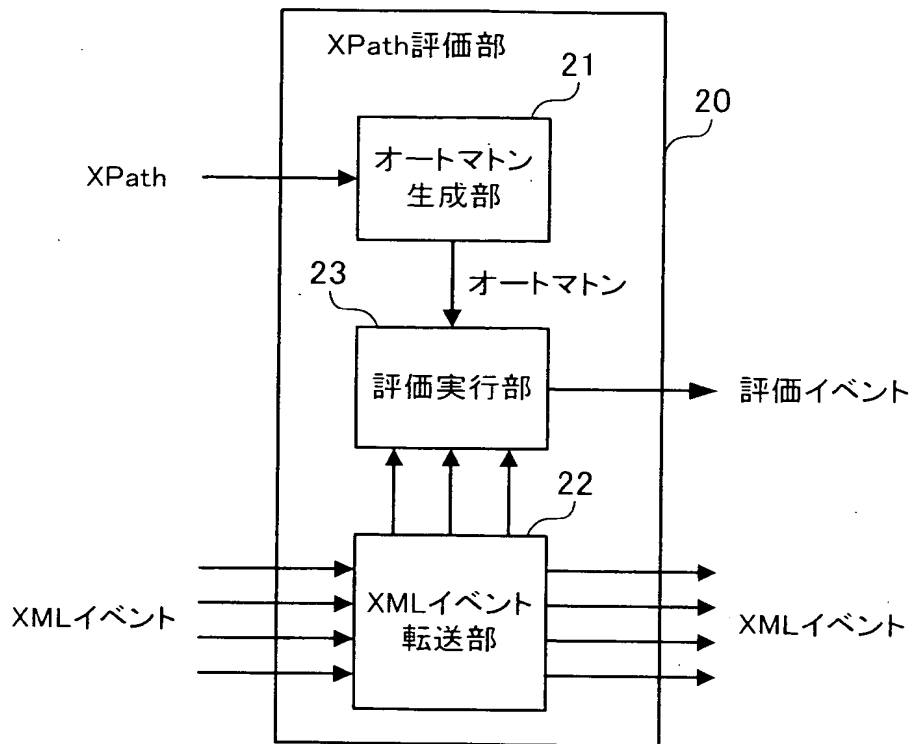 XPath評価部
21
20
XPath
オートマトン
生成部
オートマトン
23
評価実行部
評価イベント
22
XMLイベント
XMLイベント
転送部
XMLイベント